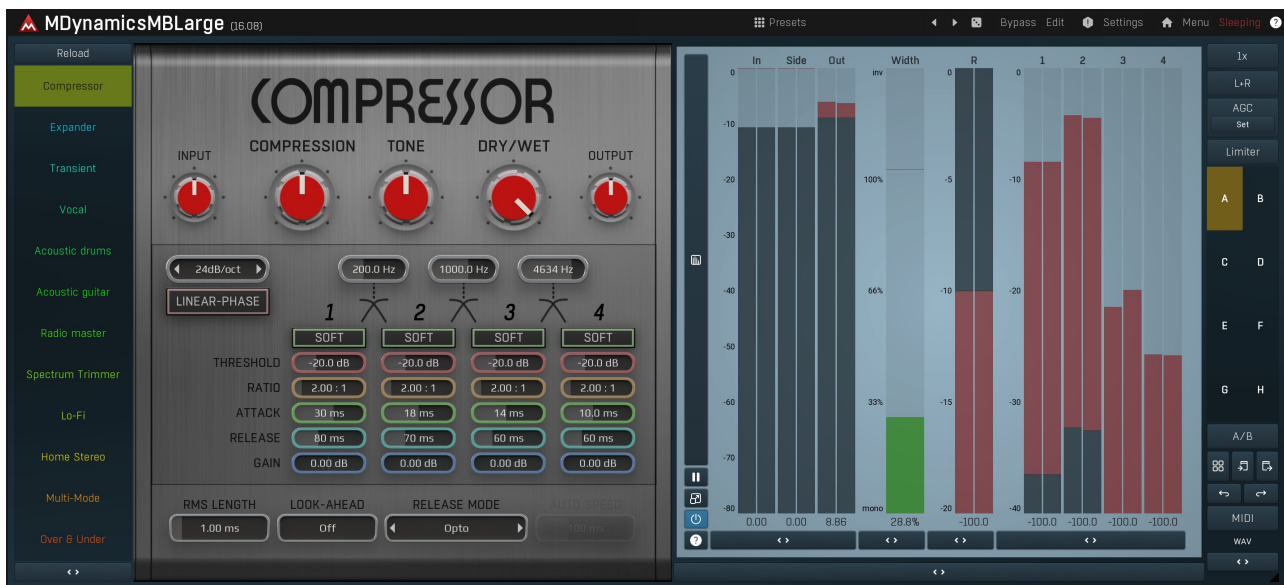 MDynamicsMBLarge (16.08) Presets Bypass Edit Settings Menu Sleeping ?
Reload
Compressor
Expander
Transient
Vocal
Acoustic drums
Acoustic guitar
Radio master
Spectrum Trimmer
Lo-Fi
Home Stereo
Multi-Mode
Over & Under
COMPRESSOR
INPUT COMPRESSION TONE DRY/WET OUTPUT
24dB/oct 200.0 Hz 1000.0 Hz 4634 Hz
LINEAR-PHASE
1 2 3 4
SOFT SOFT SOFT SOFT
THRESHOLD -20.0 dB -20.0 dB -20.0 dB -20.0 dB
RATIO 2.00 : 1 2.00 : 1 2.00 : 1 2.00 : 1
ATTACK 30 ms 18 ms 14 ms 10.0 ms
RELEASE 80 ms 70 ms 60 ms 60 ms
GAIN 0.00 dB 0.00 dB 0.00 dB 0.00 dB
RMS LENGTH LOOK-AHEAD RELEASE MODE AUTO SPEED
1.00 ms Off Opto 100 ms
In Side Out Width R 1 2 3 4
0 inv 0 0
-10
-20 100% -5 -10
-30
-40 66% -10 -20
-50
-60 33% -15 -30
-70
-80 mono -20 -40
0.00 0.00 8.86 28.8% -100.0 -100.0 -100.0 -100.0 -100.0
?
1x
L+R
AGC
Set
Limiter
A B
C D
E F
G H
A/B
MIDI
WAV